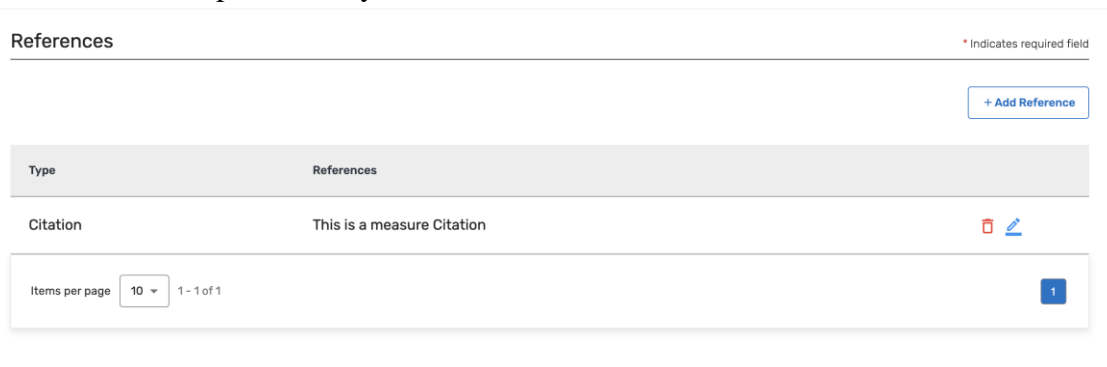 References
* Indicates required field
+ Add Reference
Type References
Citation This is a measure Citation
Items per page 10 1 - 1 of 1 1